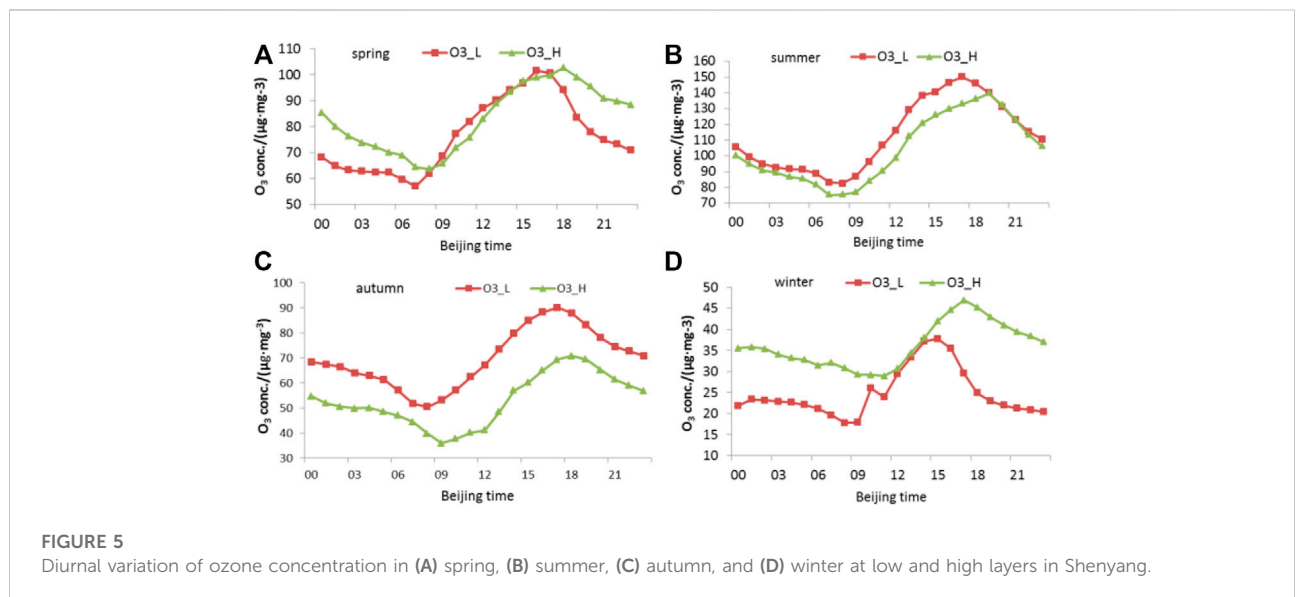 A
spring
O3_L
O3_H
O₃ conc./(µg·mg-3)
110
100
90
80
70
60
50
00 03 06 09 12 15 18 21
Beijing time
B
summer
O3_L
O3_H
O₃ conc./(µg·mg-3)
160
150
140
130
120
110
100
90
80
70
00 03 06 09 12 15 18 21
Beijing time
C
autumn
O3_L
O3_H
O₃ conc./(µg·mg⁻³)
100
90
80
70
60
50
40
30
00 03 06 09 12 15 18 21
Beijing time
D
winter
O3_L
O3_H
O₃ conc./(µg·mg-3)
50
45
40
35
30
25
20
15
10
00 03 06 09 12 15 18 21
Beijing time
FIGURE 5
Diurnal variation of ozone concentration in (A) spring, (B) summer, (C) autumn, and (D) winter at low and high layers in Shenyang.